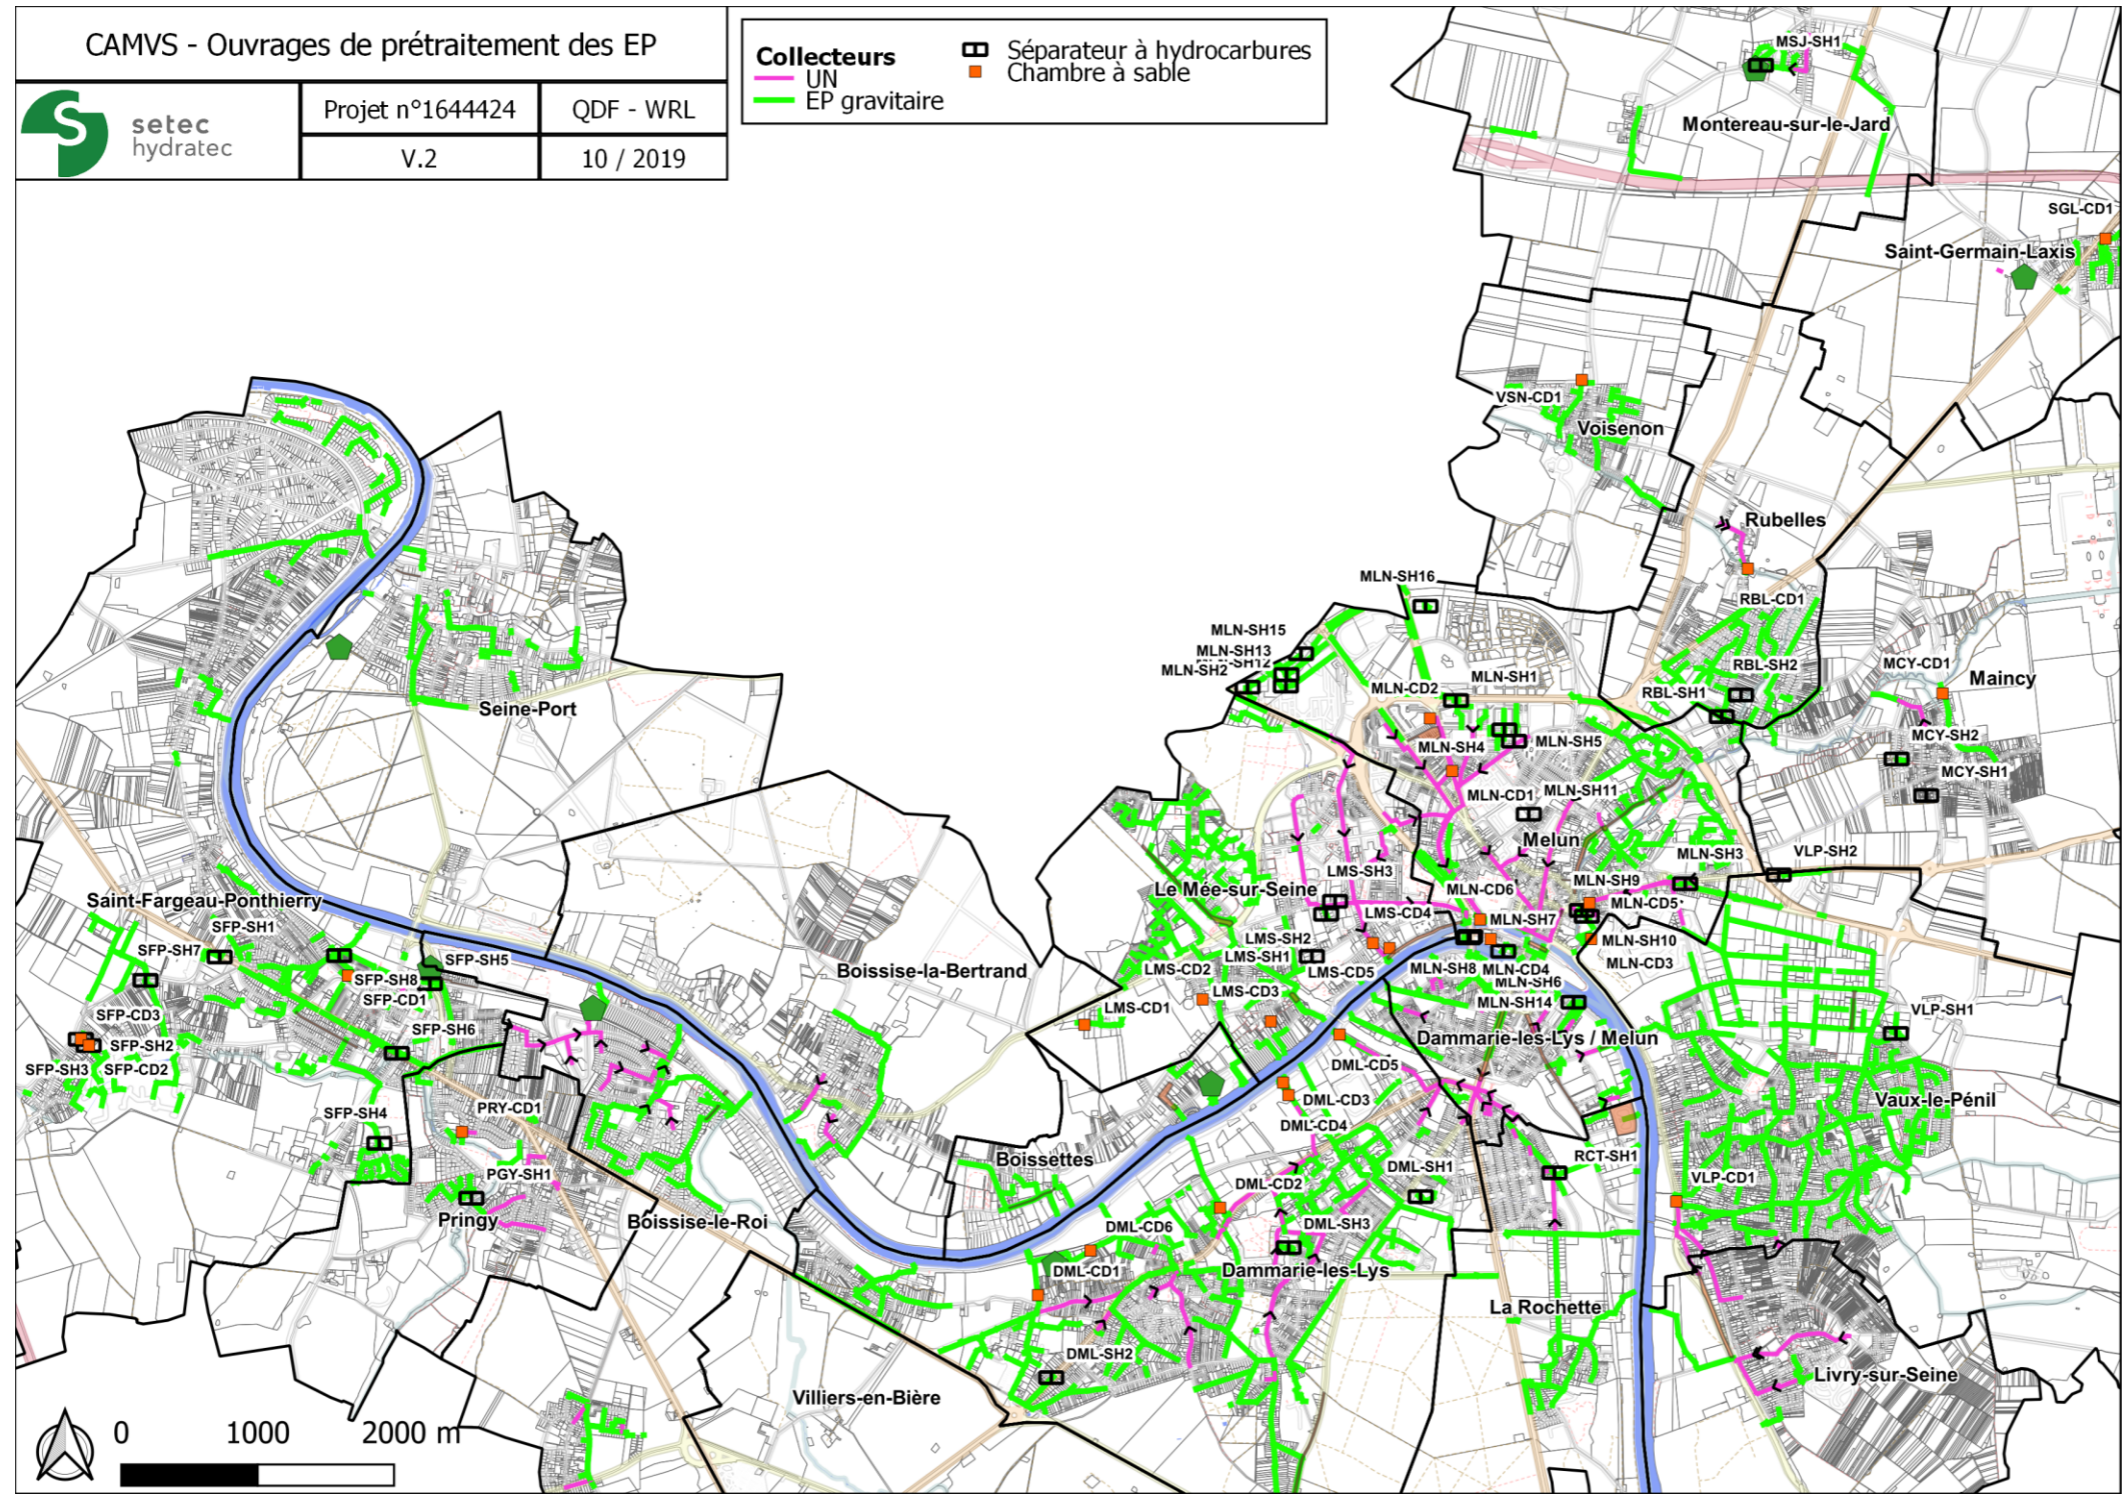 CAMVS - Ouvrages de prétraitement des EP
setec
hydratec
Projet n°1644424
QDF - WRL
V.2
10 / 2019
Collecteurs
UN
EP gravitaire
Séparateur à hydrocarbures
Chambre à sable
MSJ-SH1
Montereau-sur-le-Jard
SGL-CD1
Saint-Germain-Laxis
VSN-CD1
Voisenon
Rubelles
MLN-SH16
RBL-CD1
MLN-SH15
MLN-SH13
MLN-SH12
MLN-SH2
RBL-SH2
MCY-CD1
Maincy
MLN-SH1
MLN-CD2
RBL-SH1
Seine-Port
MCY-SH2
MLN-SH4
MLN-SH5
MCY-SH1
MLN-CD1
MLN-SH11
Melun
MLN-SH3
VLP-SH2
LMS-SH3
Le Mée-sur-Seine
MLN-CD6
MLN-SH9
MLN-CD5
Saint-Fargeau-Ponthierry
SFP-SH1
LMS-CD4
MLN-SH7
SFP-SH7
LMS-SH2
MLN-SH10
SFP-SH5
LMS-SH1
MLN-CD3
Boissise-la-Bertrand
LMS-CD2
LMS-CD5
MLN-SH8
MLN-CD4
SFP-SH8
MLN-SH6
SFP-CD1
LMS-CD3
MLN-SH14
LMS-CD1
VLP-SH1
SFP-CD3
SFP-SH6
Dammarie-les-Lys / Melun
SFP-SH2
SFP-SH3
SFP-CD2
DML-CD5
DML-CD3
Vaux-le-Pénil
SFP-SH4
PRY-CD1
DML-CD4
Boissettes
RCT-SH1
DML-SH1
PGY-SH1
DML-CD2
VLP-CD1
Pringy
Boissise-le-Roi
DML-CD6
DML-SH3
DML-CD1
Dammarie-les-Lys
La Rochette
DML-SH2
Livry-sur-Seine
Villiers-en-Bière
0 1000 2000 m